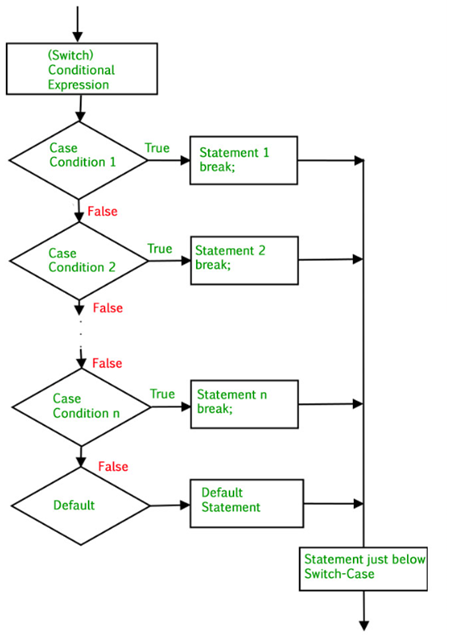 (Switch)
Conditional
Expression
Case
Condition 1
True
Statement 1
break;
False
Case
Condition 2
True
Statement 2
break;
False
False
Case
Condition n
True
Statement n
break;
False
Default
Default
Statement
Statement just below
Switch-Case